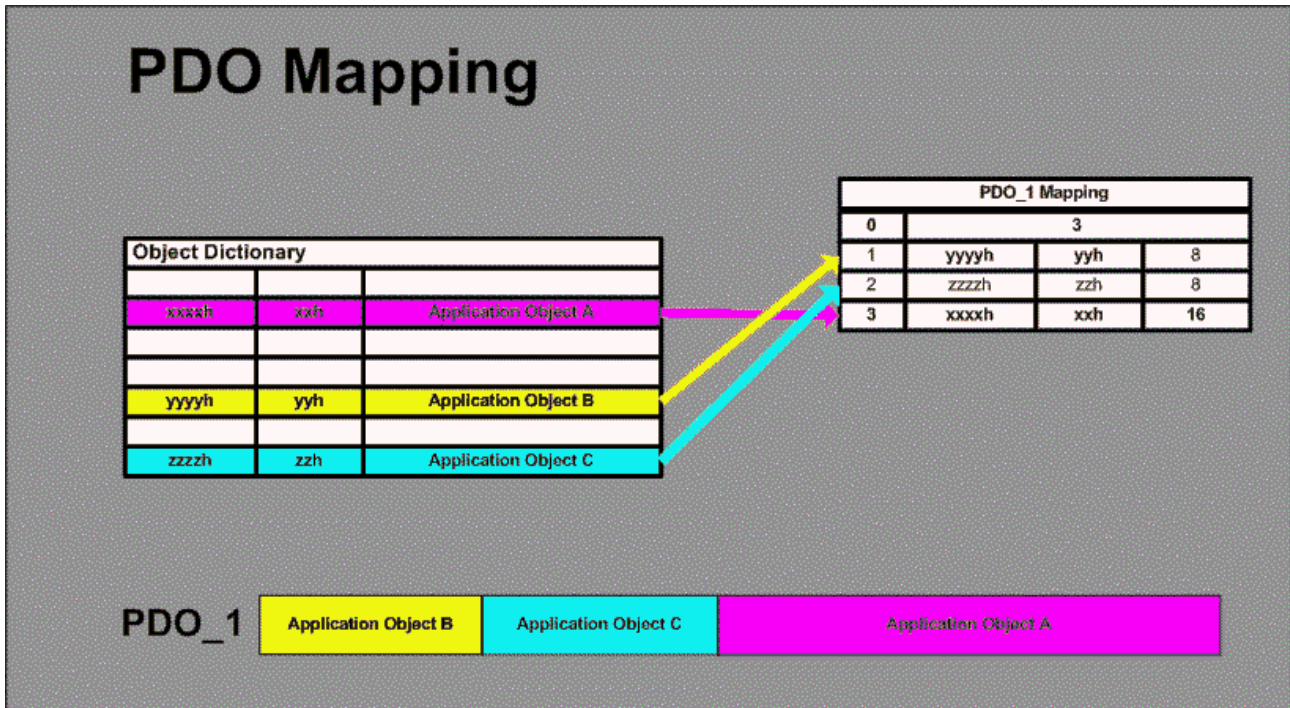 PDO Mapping
PDO_1 Mapping
0 3
1 yyyyh yyh 8
2 zzzzh zzh 8
3 xxxxh xxh 16
Object Dictionary
xxxxh xxh Application Object A
yyyyh yyh Application Object B
zzzzh zzh Application Object C
PDO_1 Application Object B Application Object C Application Object A